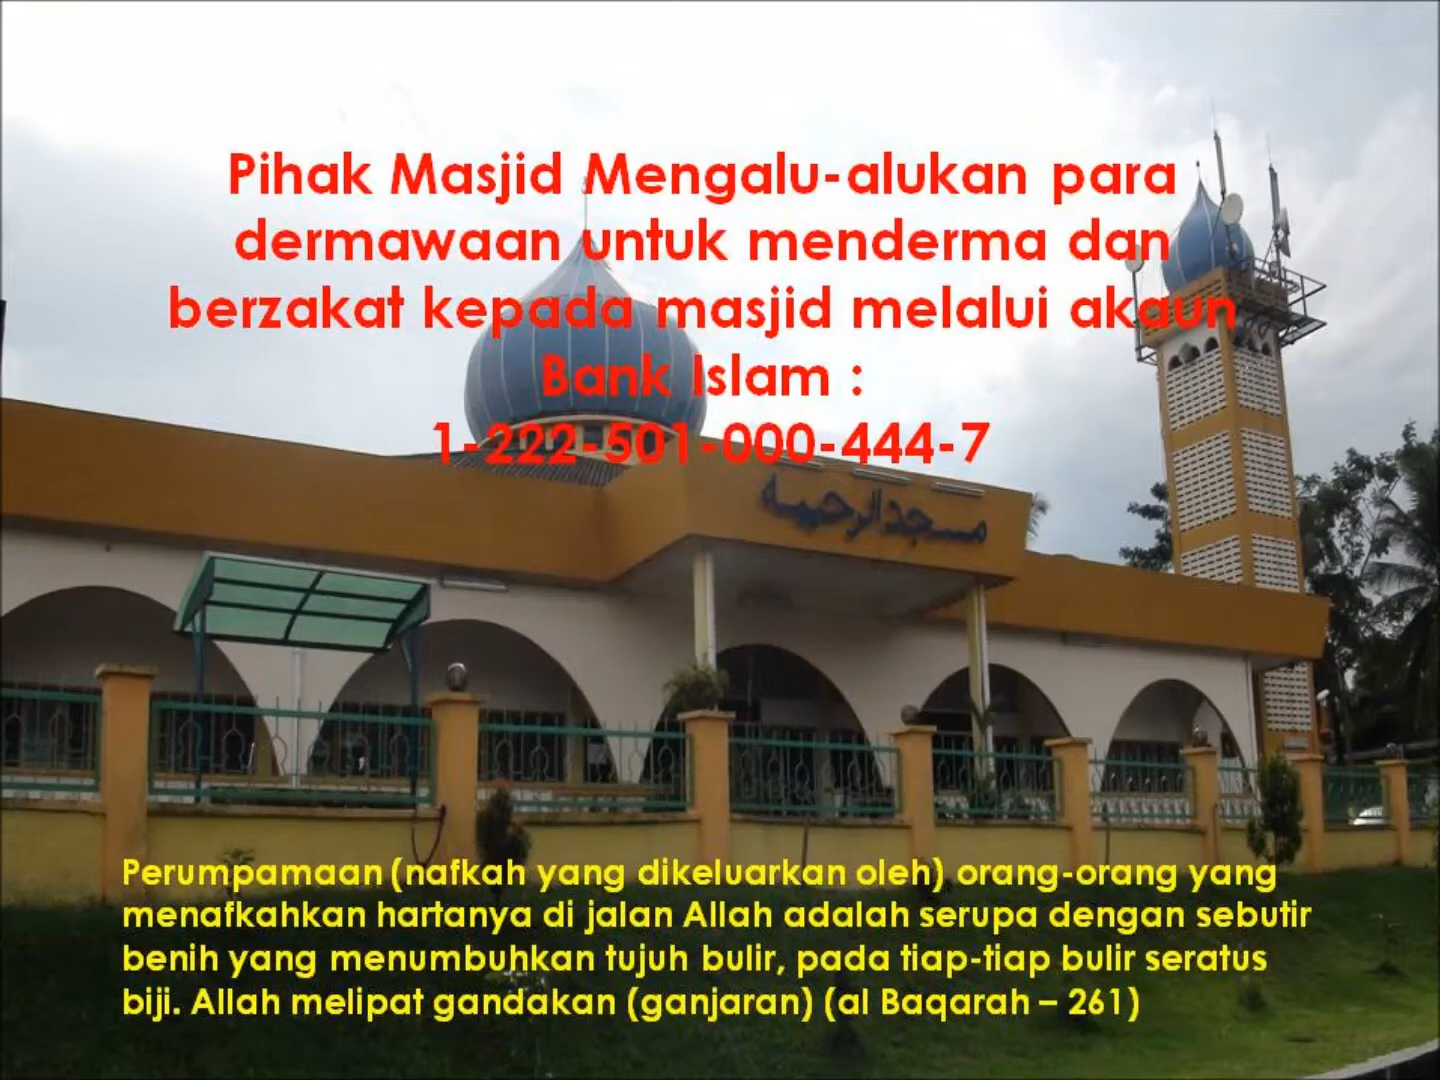 Pihak Masjid Mengalu-alukan para
dermawaan untuk menderma dan
berzakat kepada masjid melalui akaun
Bank Islam :
1-222-501-000-444-7
مسجد الرحيمية
Perumpamaan (nafkah yang dikeluarkan oleh) orang-orang yang
menafkahkan hartanya di jalan Allah adalah serupa dengan sebutir
benih yang menumbuhkan tujuh bulir, pada tiap-tiap bulir seratus
biji. Allah melipat gandakan (ganjaran) (al Baqarah – 261)